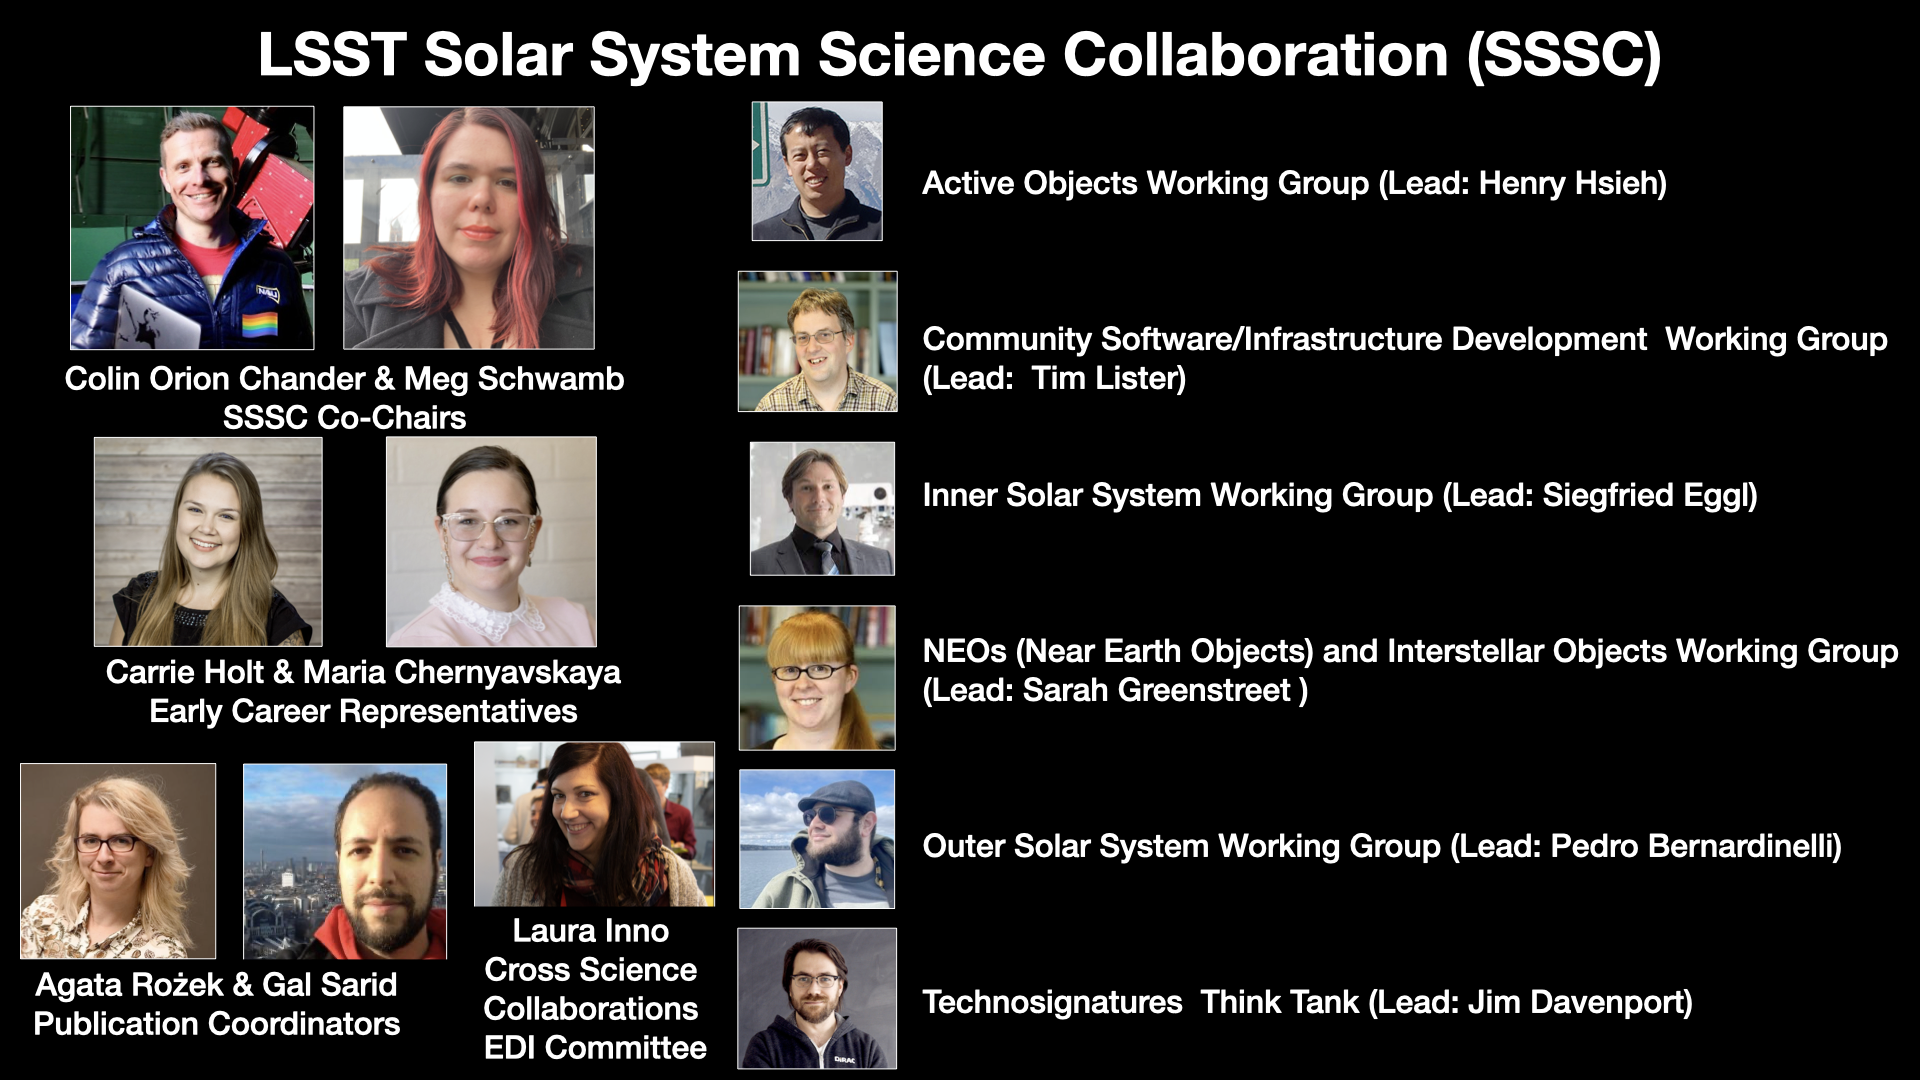 LSST Solar System Science Collaboration (SSSC)
Colin Orion Chander & Meg Schwamb
SSSC Co-Chairs
Carrie Holt & Maria Chernyavskaya
Early Career Representatives
Agata Rożek & Gal Sarid
Publication Coordinators
Laura Inno
Cross Science
Collaborations
EDI Committee
Active Objects Working Group (Lead: Henry Hsieh)
Community Software/Infrastructure Development  Working Group
(Lead:  Tim Lister)
Inner Solar System Working Group (Lead: Siegfried Eggl)
NEOs (Near Earth Objects) and Interstellar Objects Working Group
(Lead: Sarah Greenstreet )
Outer Solar System Working Group (Lead: Pedro Bernardinelli)
Technosignatures  Think Tank (Lead: Jim Davenport)
NAU
DiRAC